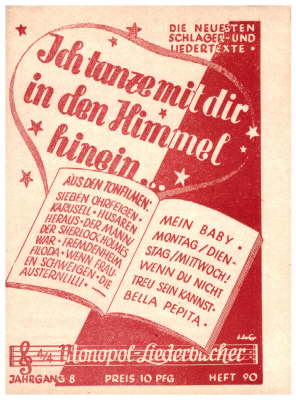 DIE NEUESTEN
SCHLAGER-UND
LIEDERTEXTE •
Ich tanze mit dir
in den Himmel
hinein...
AUS DEN TONFILMEN:
SIEBEN OHRFEIGEN•
KARUSELL • HUSAREN
HERAUS • DER MANN/
DER SHERLOCK HOLMES
WAR • FREMDENHEIM
FILODA • WENN FRAU-
EN SCHWEIGEN • DIE
AUSTERNLILLI •
MEIN BABY •
MONTAG/DIEN-
STAG/MITTWOCH!
WENN DU NICHT
TREU SEIN KANNST•
BELLA PEPITA •
Monopol-Liederbücher
JAHRGANG 8 PREIS 10 PFG HEFT 90